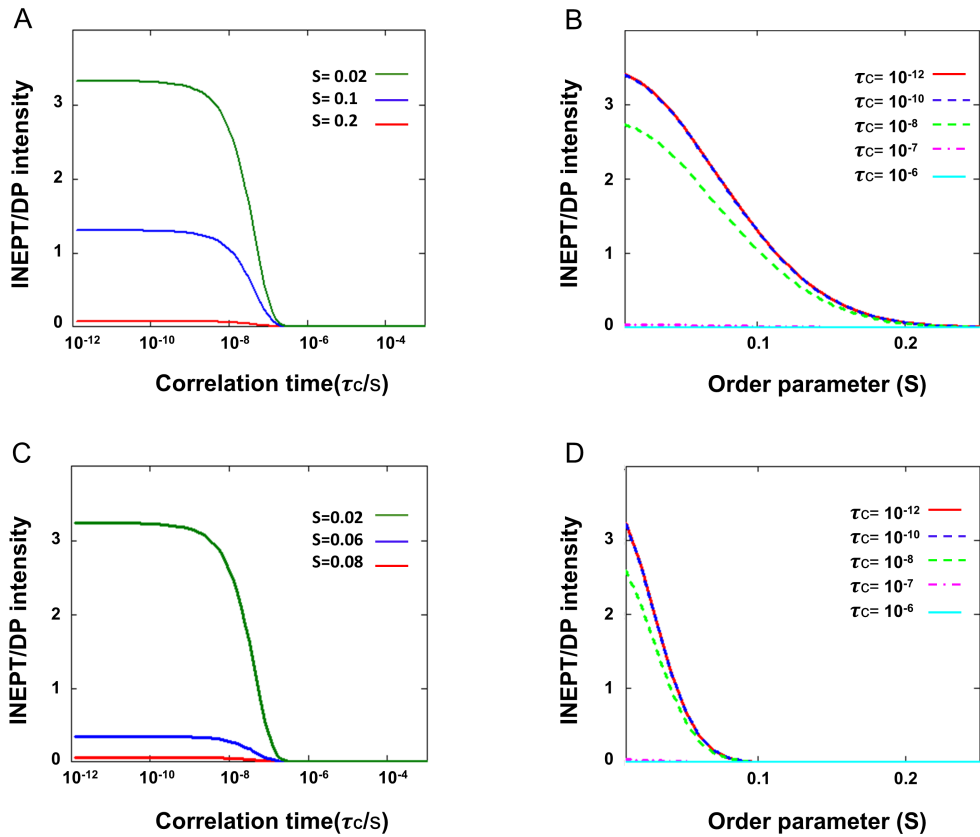 A
INEPT/DP intensity
3
2
1
0
S= 0.02
S= 0.1
S= 0.2
10-12
10-10
10-8
10-6
10-4
Correlation time(τc/s)
B
INEPT/DP intensity
3
2
1
0
τc= 10-12
τc= 10-10
τc= 10-8
τc= 10-7
τc= 10-6
0.1
0.2
Order parameter (S)
C
INEPT/DP intensity
3
2
1
0
S=0.02
S=0.06
S=0.08
10-12
10-10
10-8
10-6
10-4
Correlation time(τc/s)
D
INEPT/DP intensity
3
2
1
0
τc= 10-12
τc= 10-10
τc= 10-8
τc= 10-7
τc= 10-6
0.1
0.2
Order parameter (S)